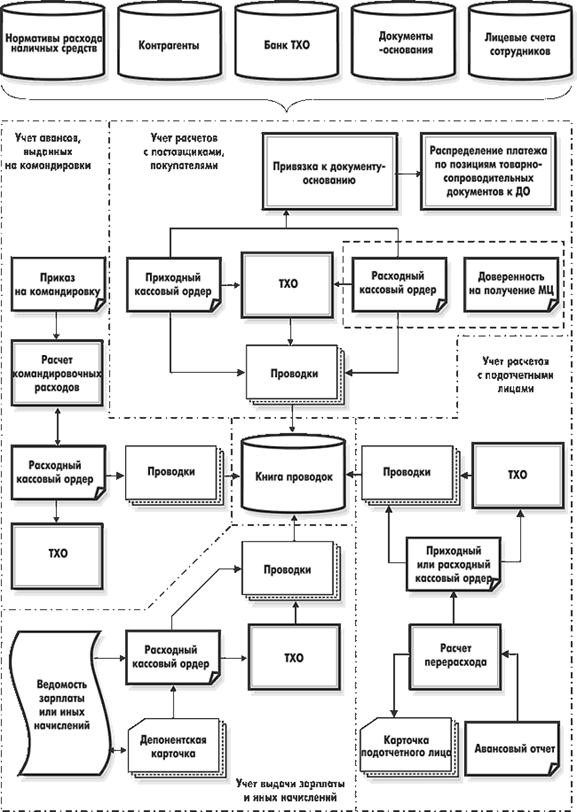 Нормативы расхода
наличных средств
Контрагенты
Банк ТХО
Документы
-основания
Лицевые счета
сотрудников
Учет авансов,
выданных
на командировки
Учет расчетов
с поставщиками,
покупателями
Привязка к документу-
основанию
Распределение платежа
по позициям товарно-
сопроводительных
документов к ДО
Приказ
на командировку
Приходный
кассовый ордер
ТХО
Расходный
кассовый ордер
Доверенность
на получение МЦ
Расчет
командировочных
расходов
Проводки
Учет расчетов
с подотчетными
лицами
Расходный
кассовый ордер
Проводки
Книга проводок
Проводки
ТХО
ТХО
Проводки
Приходный
или расходный
кассовый ордер
Расходный
кассовый ордер
ТХО
Расчет
перерасхода
Ведомость
зарплаты
или иных
начислений
Депонентская
карточка
Карточка
подотчетного лица
Авансовый отчет
Учет выдачи зарплаты
и иных начислений